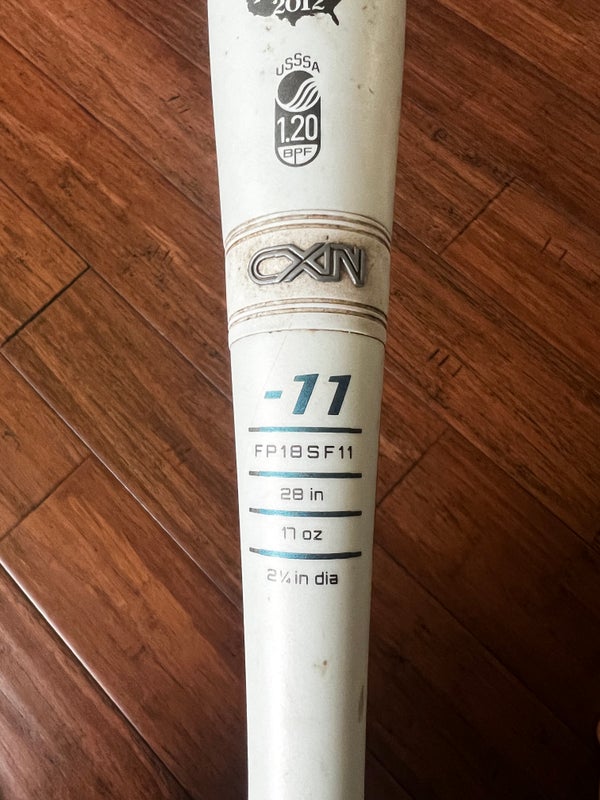 2012
USSSA
1.20
BPF
CXN
-11
FP18SF11
28 in
17 oz
2¼ in dia